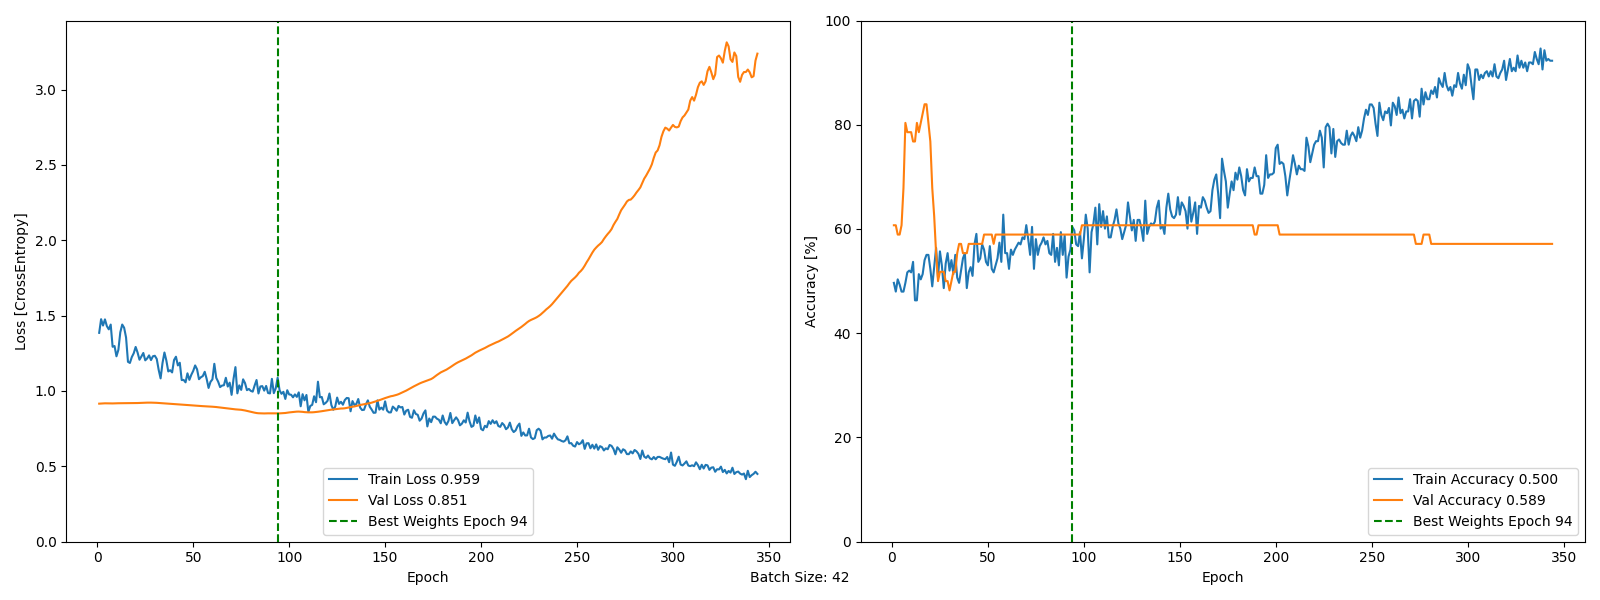 3.0
2.5
2.0
1.5
1.0
0.5
0.0
Loss [CrossEntropy]
0
50
100
150
200
250
300
350
Epoch
Train Loss 0.959
Val Loss 0.851
Best Weights Epoch 94
100
80
60
40
20
0
Accuracy [%]
0
50
100
150
200
250
300
350
Epoch
Train Accuracy 0.500
Val Accuracy 0.589
Best Weights Epoch 94
Batch Size: 42